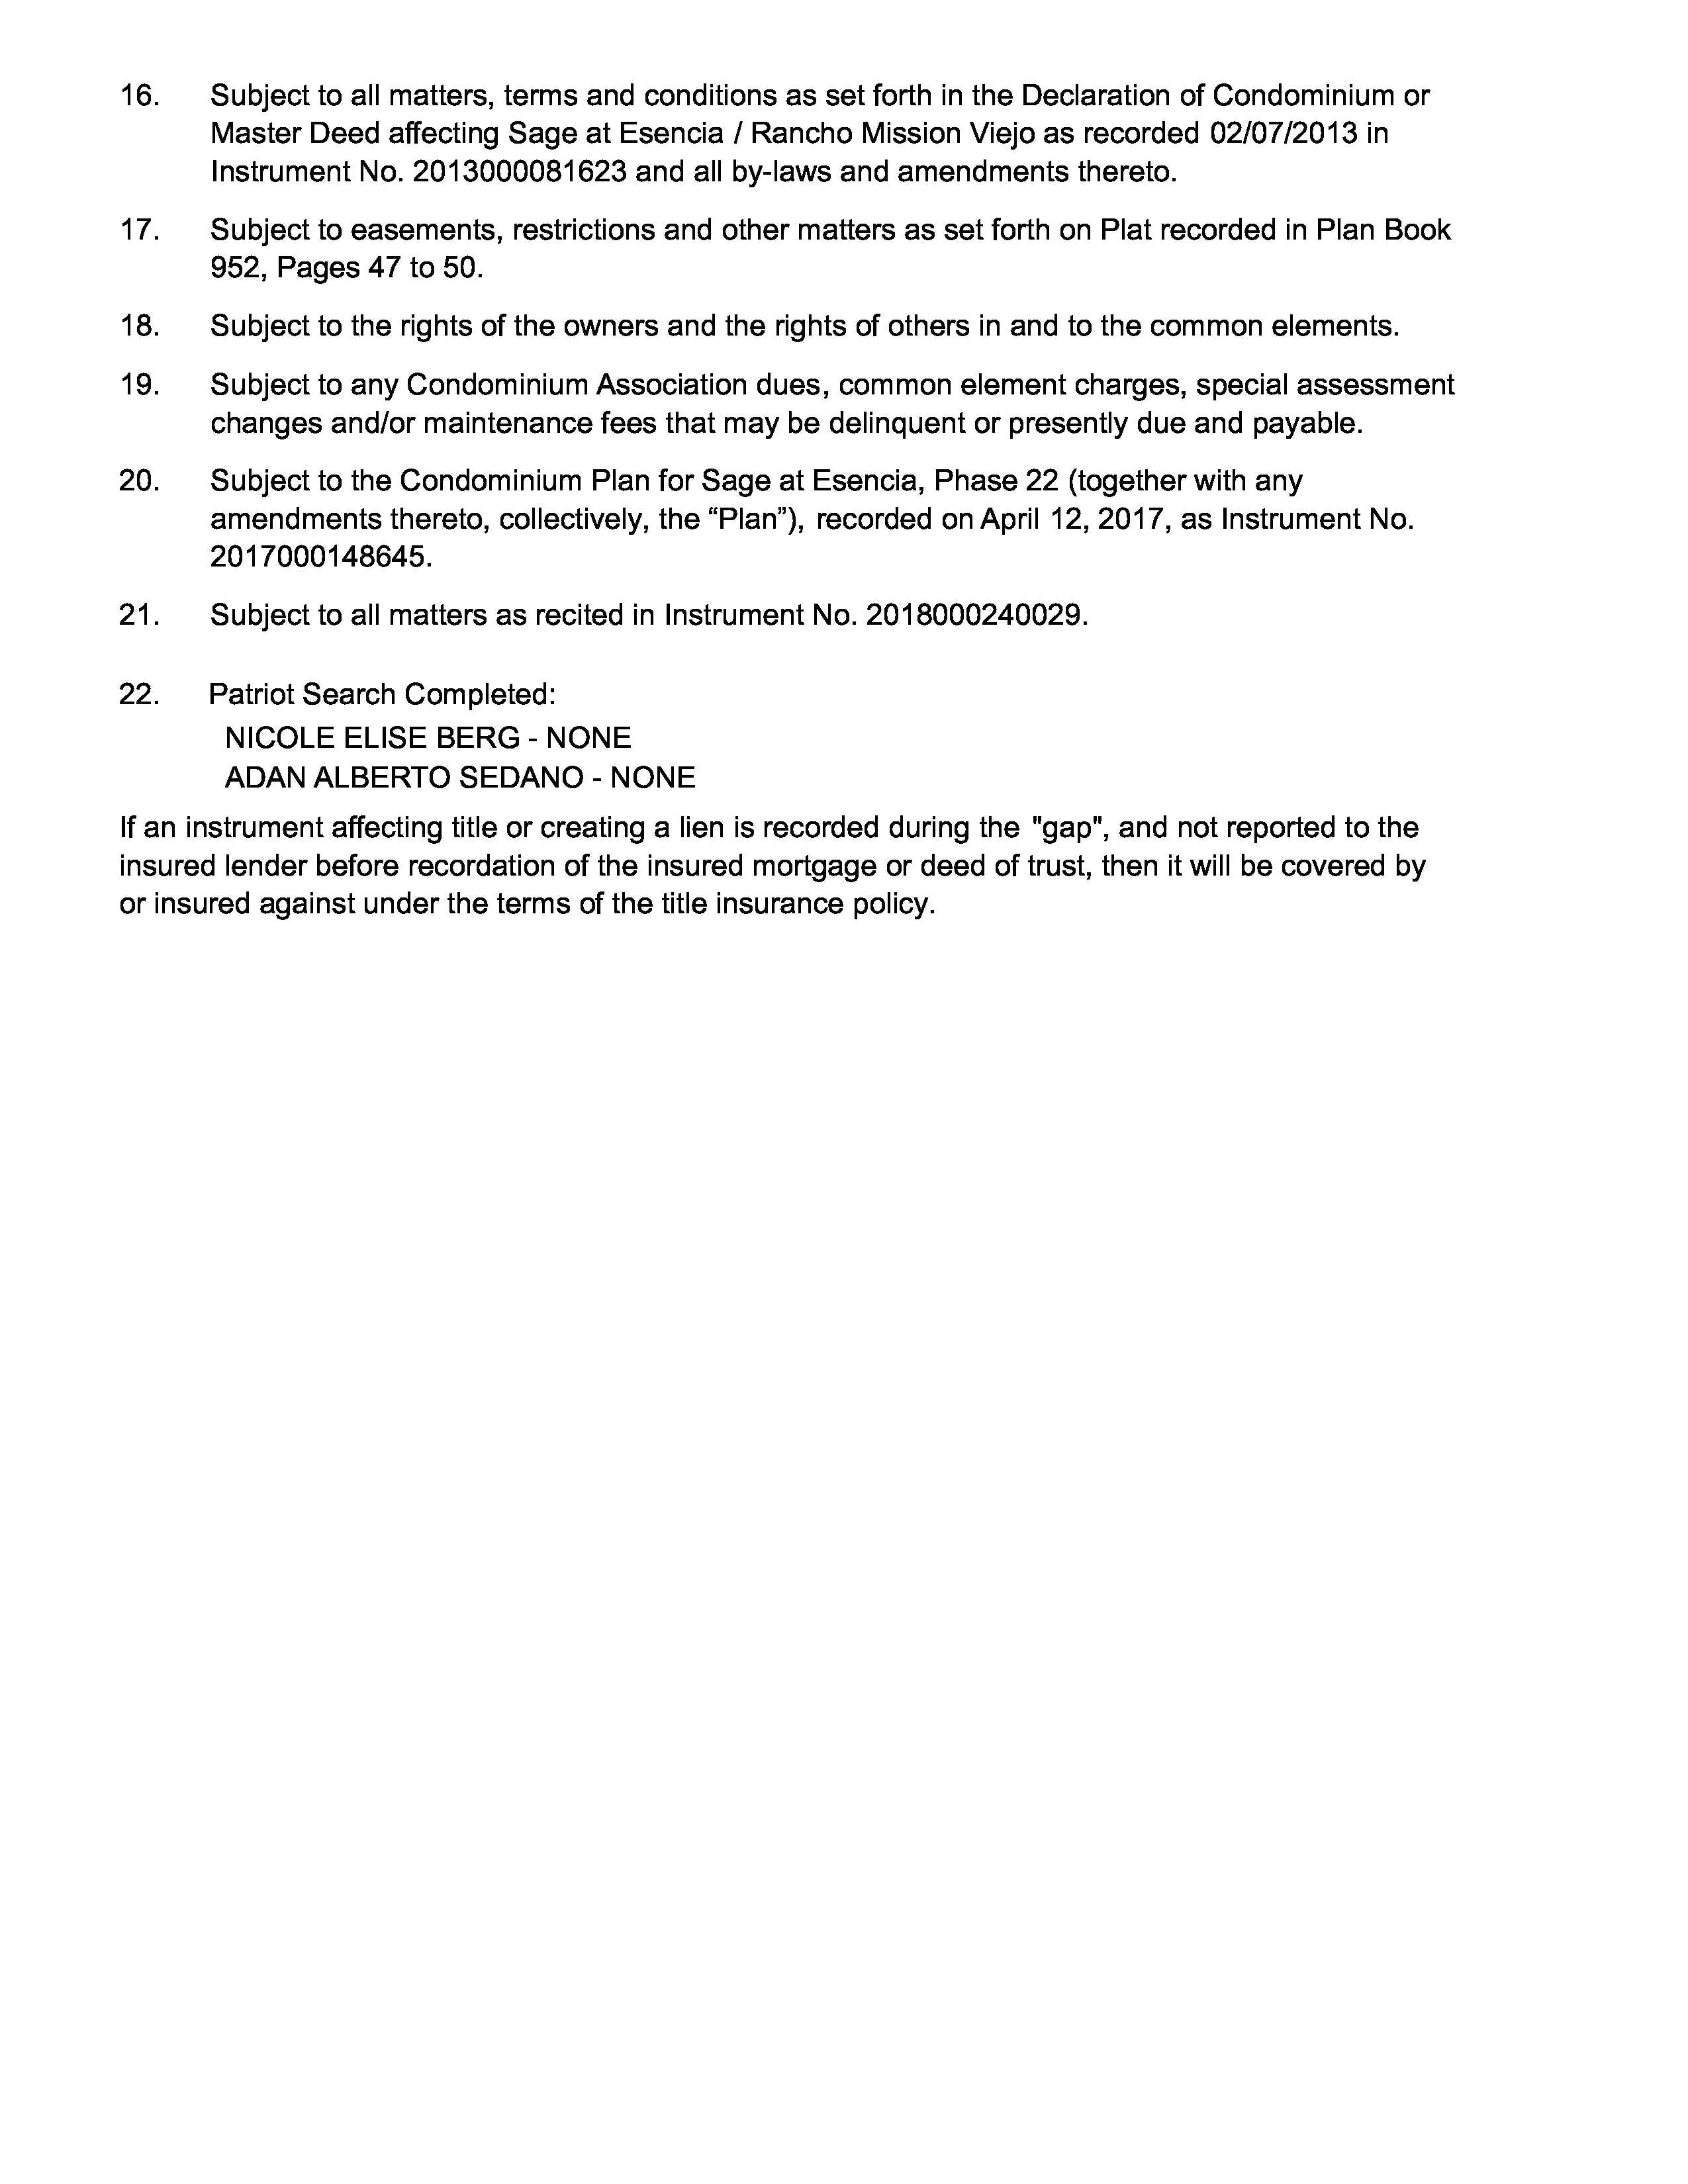 16. Subject to all matters, terms and conditions as set forth in the Declaration of Condominium or
Master Deed affecting Sage at Esencia / Rancho Mission Viejo as recorded 02/07/2013 in
Instrument No. 2013000081623 and all by-laws and amendments thereto.
17. Subject to easements, restrictions and other matters as set forth on Plat recorded in Plan Book
952, Pages 47 to 50.
18. Subject to the rights of the owners and the rights of others in and to the common elements.
19. Subject to any Condominium Association dues, common element charges, special assessment
changes and/or maintenance fees that may be delinquent or presently due and payable.
20. Subject to the Condominium Plan for Sage at Esencia, Phase 22 (together with any
amendments thereto, collectively, the “Plan”), recorded on April 12, 2017, as Instrument No.
2017000148645.
21. Subject to all matters as recited in Instrument No. 2018000240029.
22. Patriot Search Completed:
NICOLE ELISE BERG - NONE
ADAN ALBERTO SEDANO - NONE
If an instrument affecting title or creating a lien is recorded during the "gap", and not reported to the
insured lender before recordation of the insured mortgage or deed of trust, then it will be covered by
or insured against under the terms of the title insurance policy.